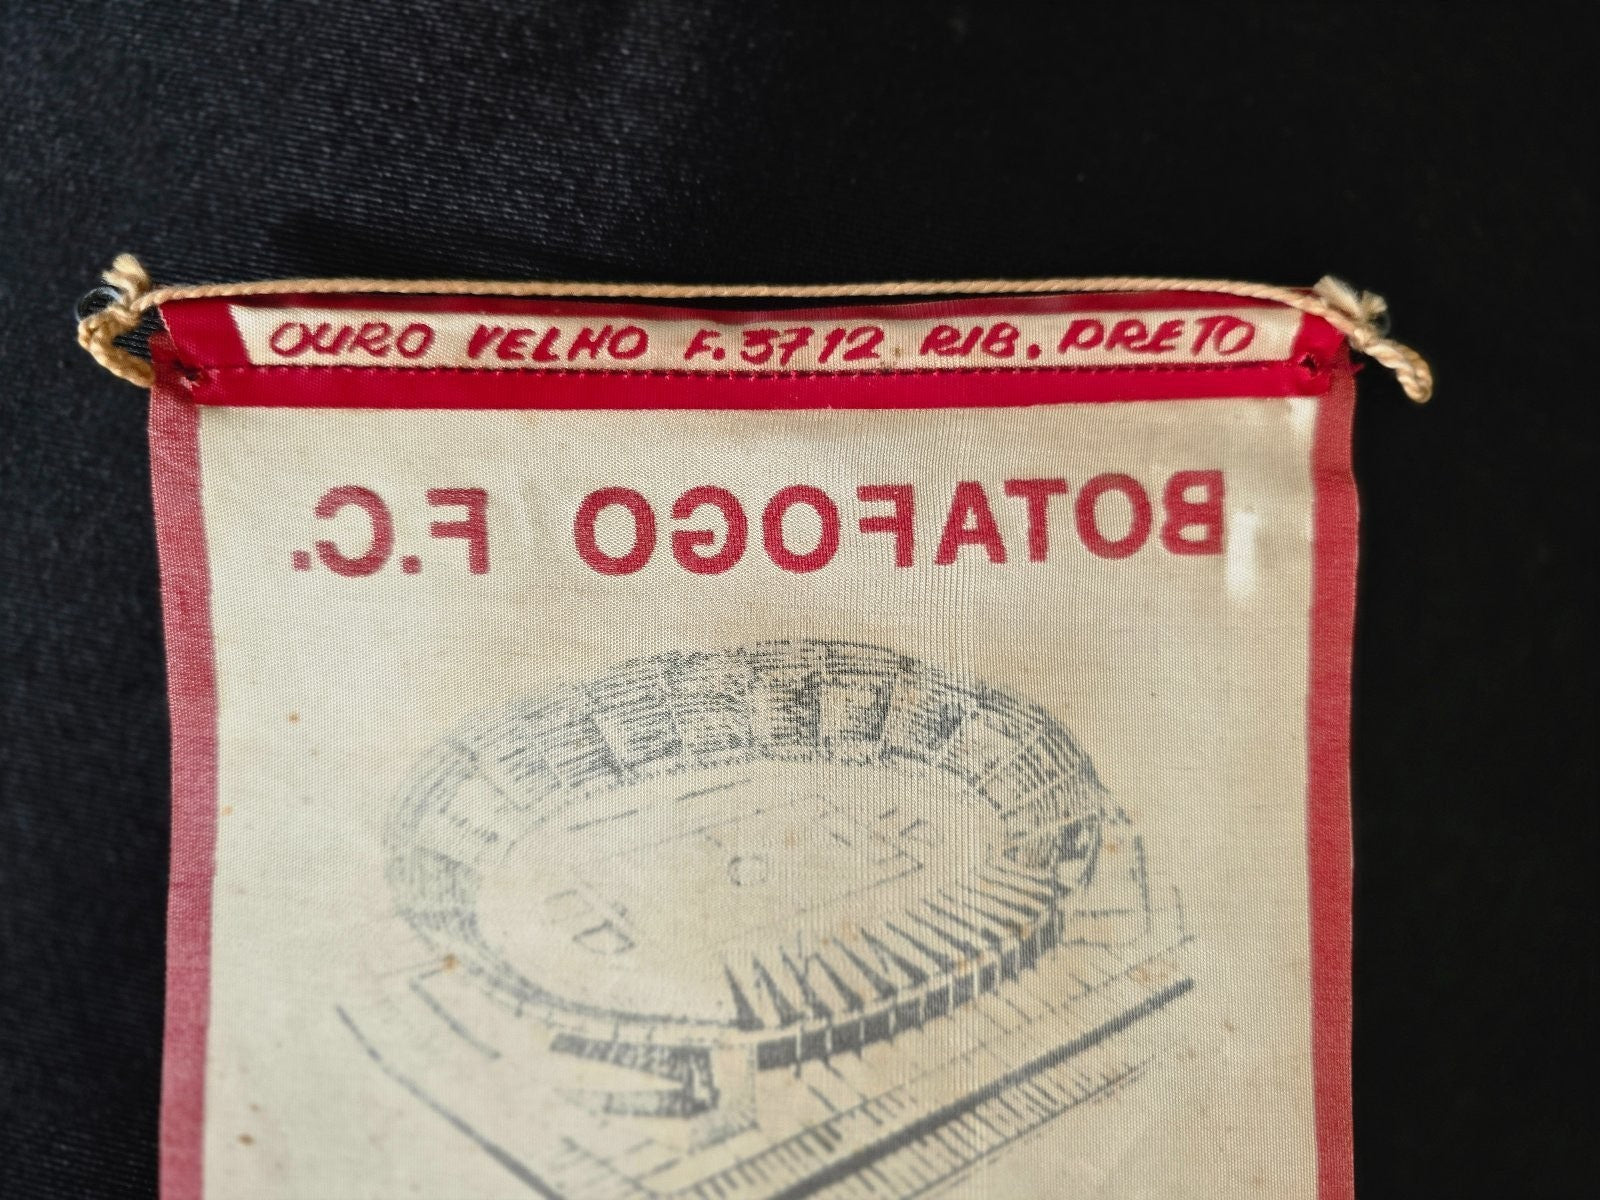 OURO VELHO F. 3712 RIB. PRETO
BOTAFOGO F.C.